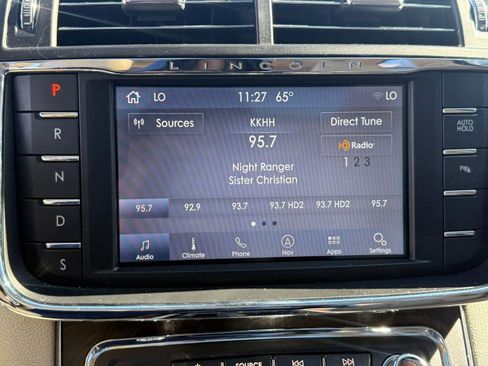 LINCOLN
P
R
N
D
S
LO 11:27 65° LO
Sources KKHH Direct Tune
95.7
HD Radio
1 2 3
Night Ranger
Sister Christian
95.7 92.9 93.7 93.7 HD2 93.7 HD2 95.7
Audio Climate Phone Nav Apps Settings
AUTO
HOLD
SOURCE